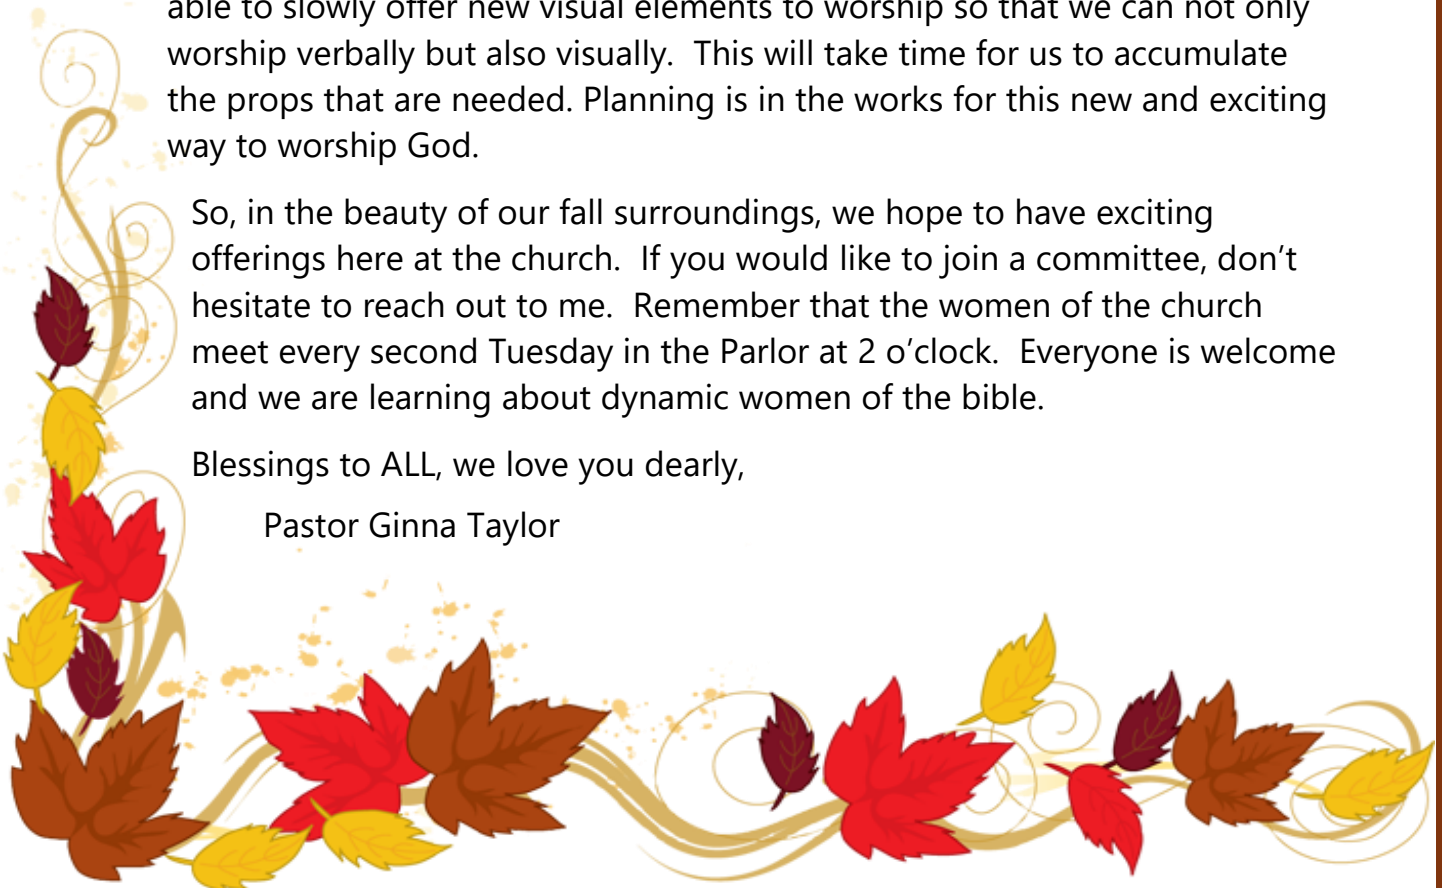 able to slowly offer new visual elements to worship so that we can not only
worship verbally but also visually.  This will take time for us to accumulate
the props that are needed. Planning is in the works for this new and exciting
way to worship God.
So, in the beauty of our fall surroundings, we hope to have exciting
offerings here at the church.  If you would like to join a committee, don’t
hesitate to reach out to me.  Remember that the women of the church
meet every second Tuesday in the Parlor at 2 o’clock.  Everyone is welcome
and we are learning about dynamic women of the bible.
Blessings to ALL, we love you dearly,
Pastor Ginna Taylor